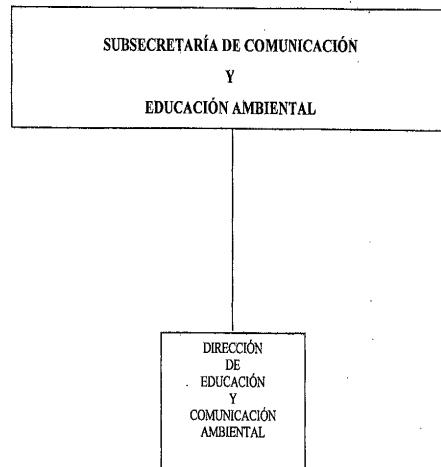 SUBSECRETARÍA DE COMUNICACIÓN
Y
EDUCACIÓN AMBIENTAL
DIRECCIÓN
DE
EDUCACIÓN
Y
COMUNICACIÓN
AMBIENTAL